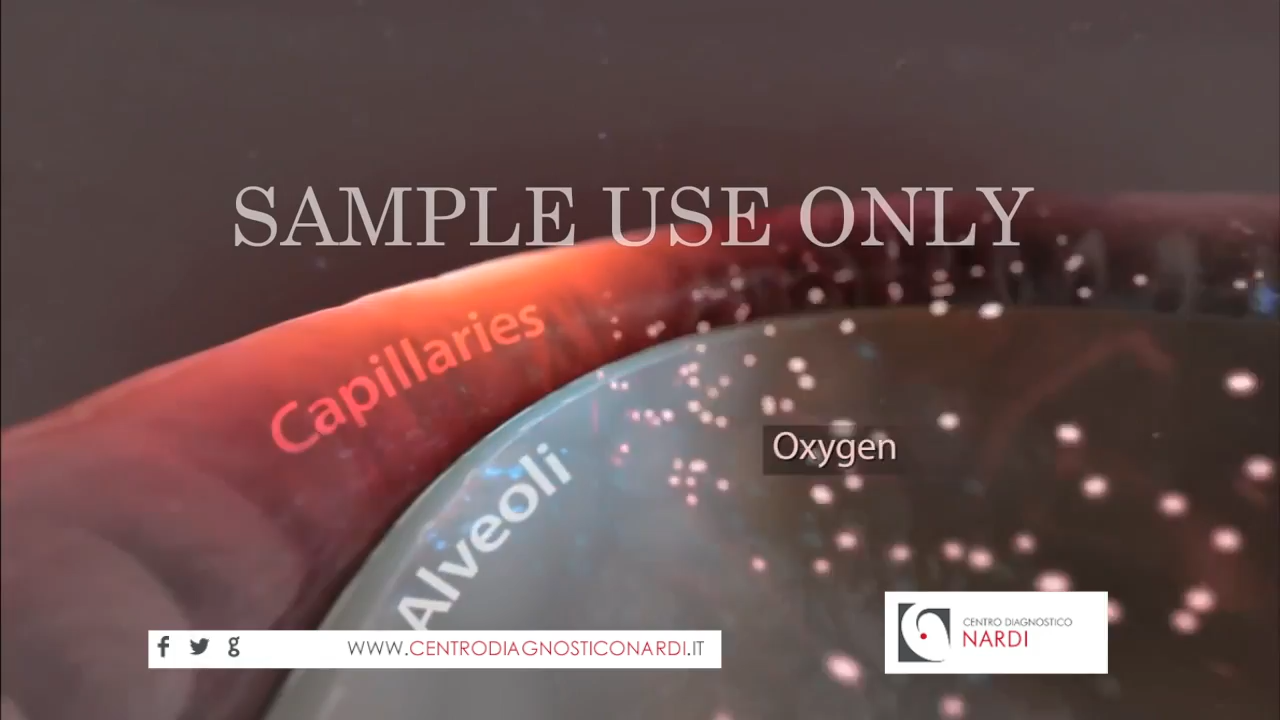 SAMPLE USE ONLY
Capillaries
Oxygen
Alveoli
WWW.CENTRODIAGNOSTICONARDI.IT
CENTRO DIAGNOSTICO
NARDI